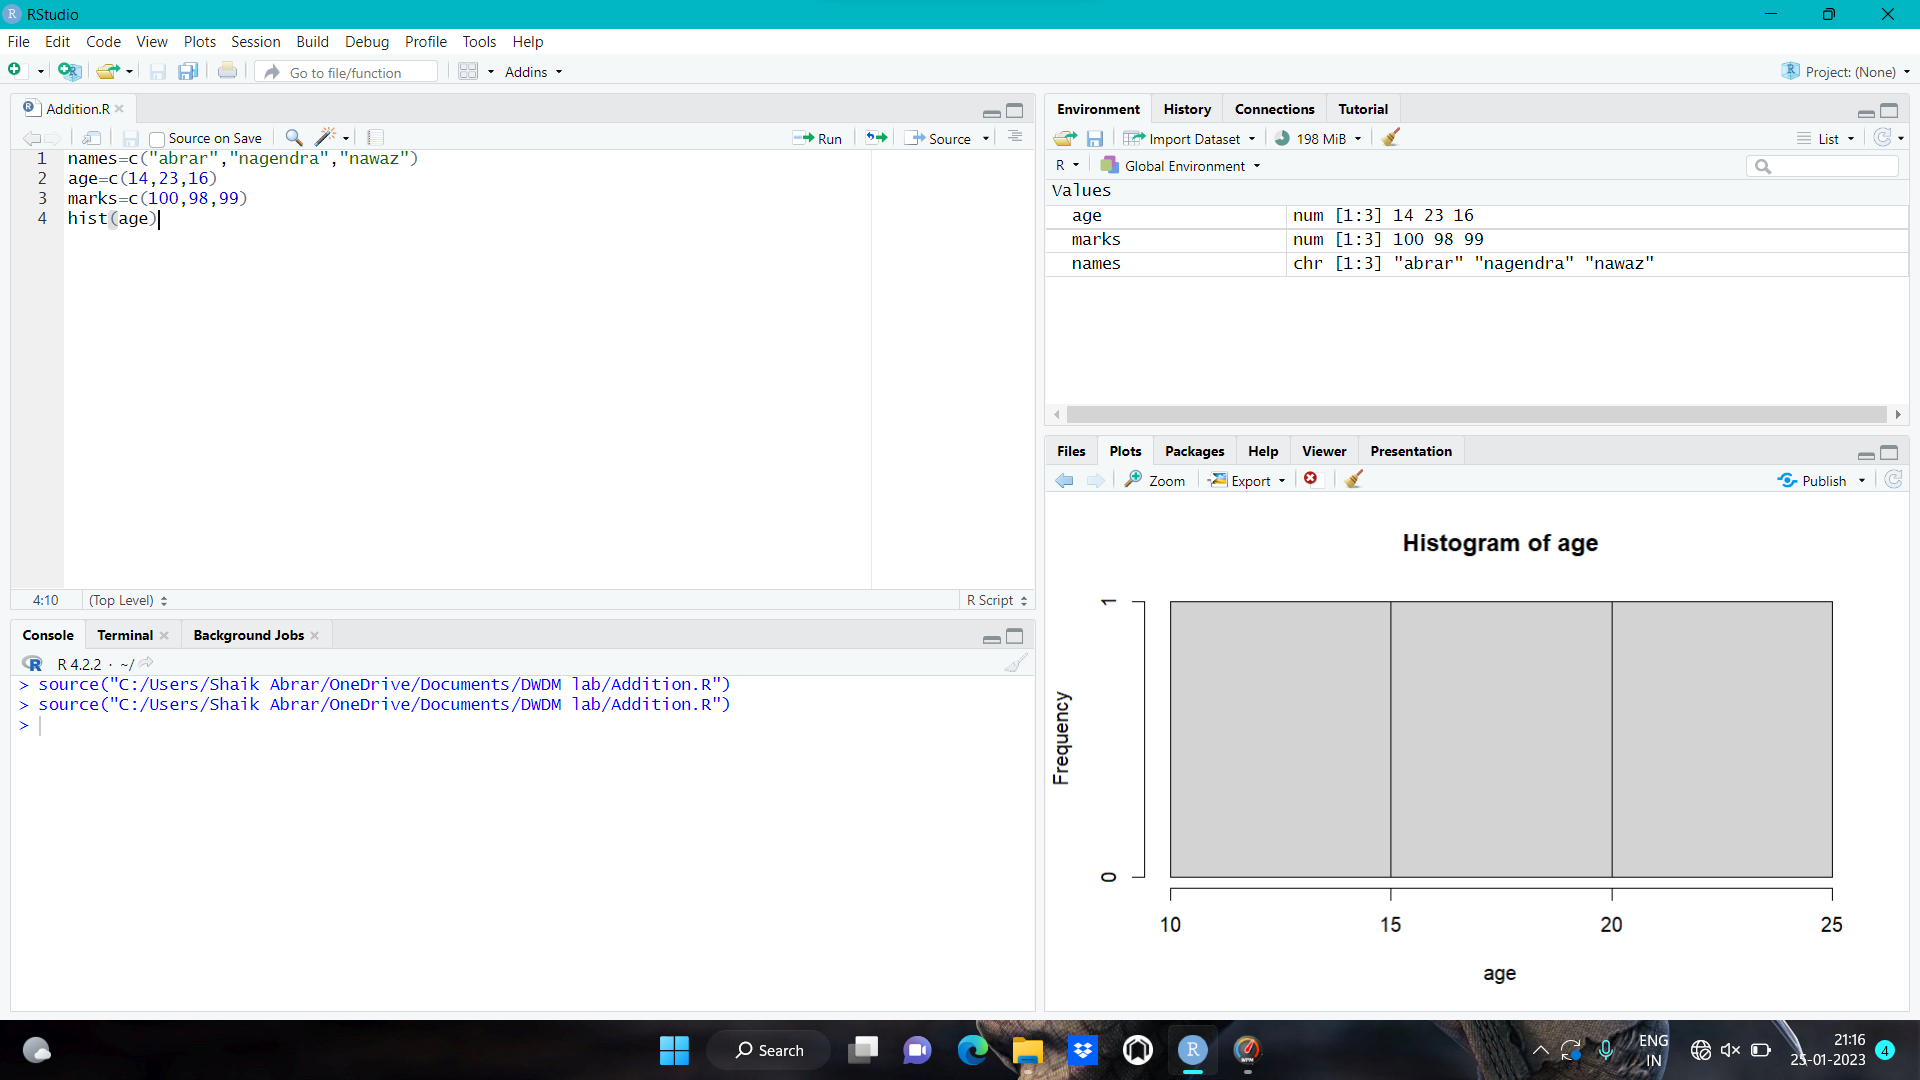 RStudio
File Edit Code View Plots Session Build Debug Profile Tools Help
Go to file/function Addins Project: (None)
Addition.R
Source on Save Run Source
1 names=c("abrar","nagendra","nawaz")
2 age=c(14,23,16)
3 marks=c(100,98,99)
4 hist(age)
4:10 (Top Level) R Script
Console Terminal Background Jobs
R 4.2.2 · ~/
> source("C:/Users/Shaik Abrar/OneDrive/Documents/DWDM lab/Addition.R")
> source("C:/Users/Shaik Abrar/OneDrive/Documents/DWDM lab/Addition.R")
>
Environment History Connections Tutorial
Import Dataset 198 MiB List
R Global Environment
Values
age num [1:3] 14 23 16
marks num [1:3] 100 98 99
names chr [1:3] "abrar" "nagendra" "nawaz"
Files Plots Packages Help Viewer Presentation
Zoom Export Publish
Histogram of age
Frequency
1
0
10 15 20 25
age
Search
ENG
IN
21:16
25-01-2023
4